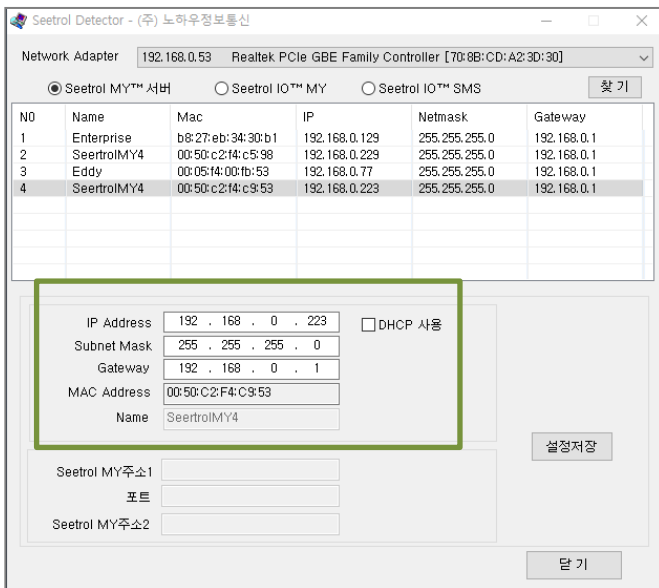 Seetrol Detector - (주) 노하우정보통신
Network Adapter 192.168.0.53 Realtek PCIe GBE Family Controller [70:8B:CD:A2:3D:30]
Seetrol MY™ 서버 Seetrol IO™ MY Seetrol IO™ SMS 찾 기
N0 Name Mac IP Netmask Gateway
1 Enterprise b8:27:eb:34:30:b1 192.168.0.129 255.255.255.0 192.168.0.1
2 SeertrolMY4 00:50:c2:f4:c5:98 192.168.0.229 255.255.255.0 192.168.0.1
3 Eddy 00:05:f4:00:fb:53 192.168.0.77 255.255.255.0 192.168.0.1
4 SeertrolMY4 00:50:c2:f4:c9:53 192.168.0.223 255.255.255.0 192.168.0.1
IP Address 192 . 168 . 0 . 223 DHCP 사용
Subnet Mask 255 . 255 . 255 . 0
Gateway 192 . 168 . 0 . 1
MAC Address 00:50:C2:F4:C9:53
Name SeertrolMY4
설정저장
Seetrol MY주소1
포트
Seetrol MY주소2
닫 기